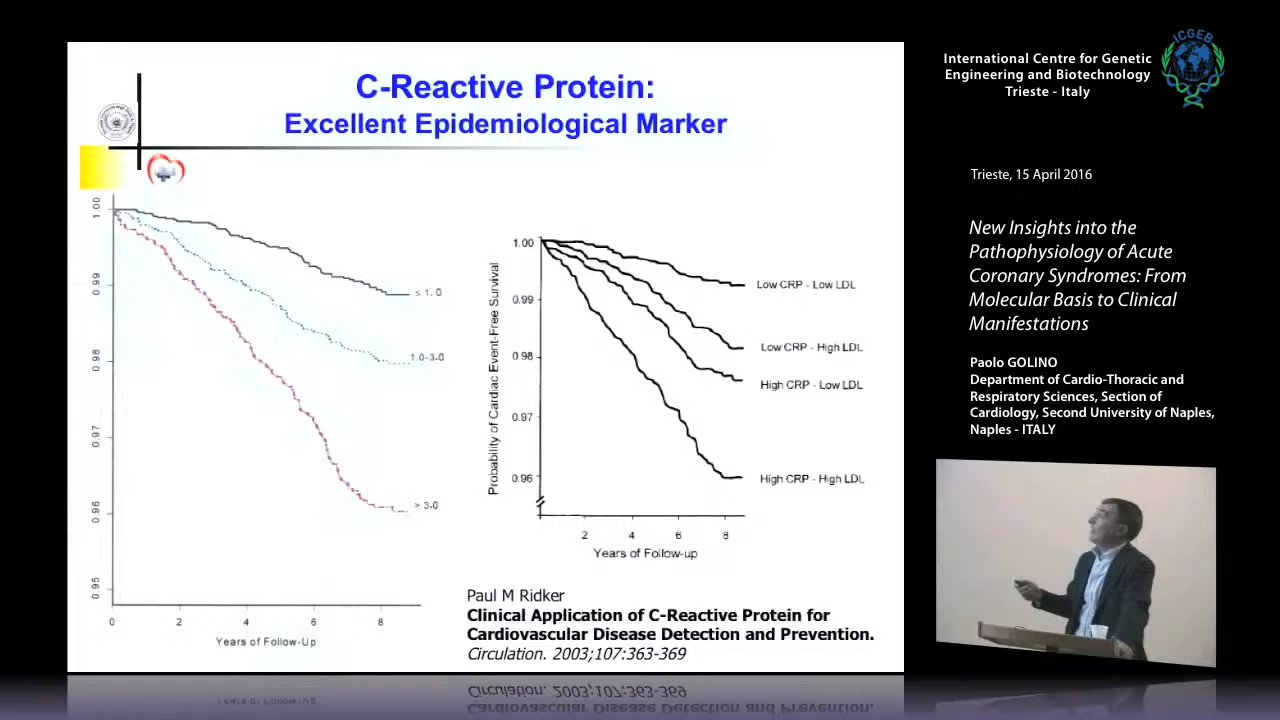 C-Reactive Protein:
Excellent Epidemiological Marker
1.00
0.99
0.98
0.97
0.96
0.95
≤ 1.0
1.0-3.0
> 3.0
0
2
4
6
8
Years of Follow-Up
Probability of Cardiac Event-Free Survival
1.00
0.99
0.98
0.97
0.96
Low CRP - Low LDL
Low CRP - High LDL
High CRP - Low LDL
High CRP - High LDL
2
4
6
8
Years of Follow-up
Paul M Ridker
Clinical Application of C-Reactive Protein for
Cardiovascular Disease Detection and Prevention.
Circulation. 2003;107:363-369
International Centre for Genetic
Engineering and Biotechnology
Trieste - Italy
ICGEB
Trieste, 15 April 2016
New Insights into the
Pathophysiology of Acute
Coronary Syndromes: From
Molecular Basis to Clinical
Manifestations
Paolo GOLINO
Department of Cardio-Thoracic and
Respiratory Sciences, Section of
Cardiology, Second University of Naples,
Naples - ITALY